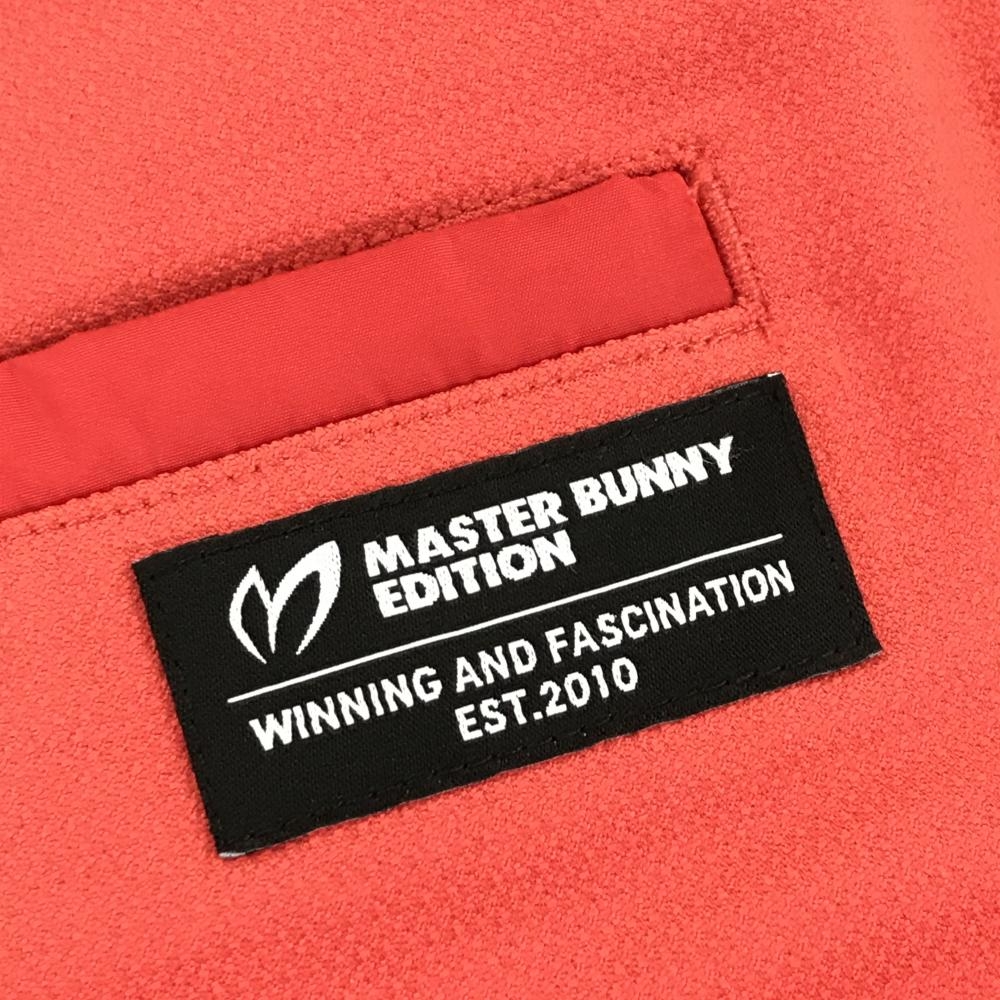 MASTER BUNNY
EDITION
WINNING AND FASCINATION
EST.2010